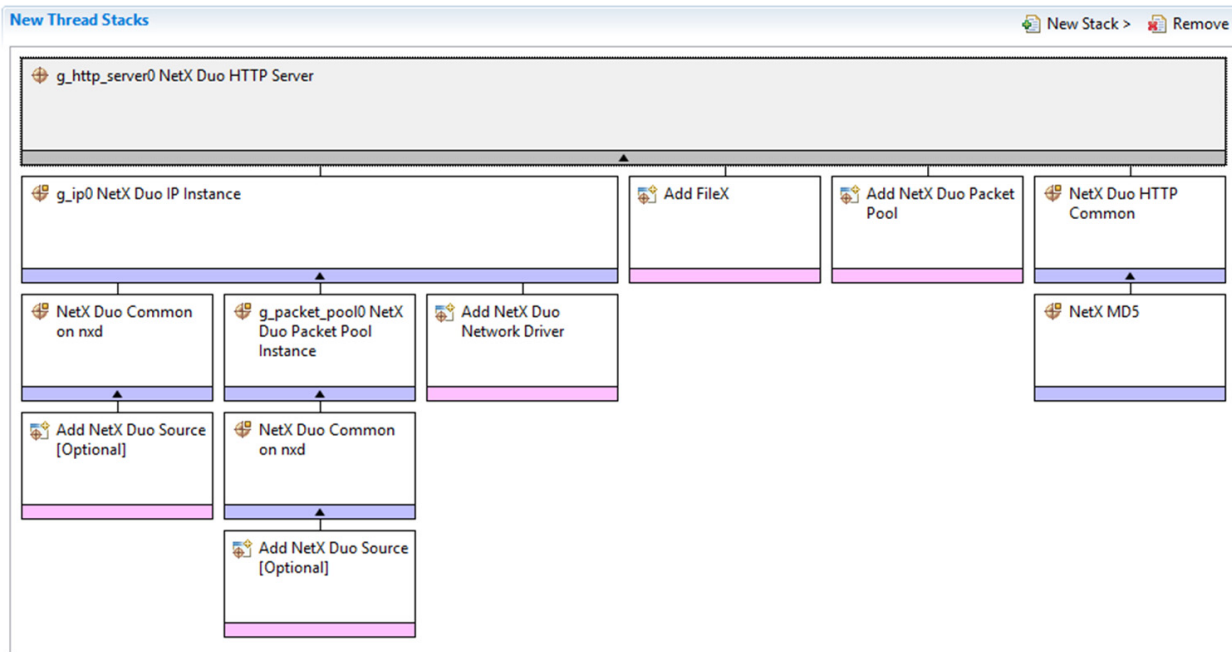 New Thread Stacks
New Stack >
Remove
g_http_server0 NetX Duo HTTP Server
g_ip0 NetX Duo IP Instance
Add FileX
Add NetX Duo Packet
Pool
NetX Duo HTTP
Common
NetX Duo Common
on nxd
g_packet_pool0 NetX
Duo Packet Pool
Instance
Add NetX Duo
Network Driver
NetX MD5
Add NetX Duo Source
[Optional]
NetX Duo Common
on nxd
Add NetX Duo Source
[Optional]